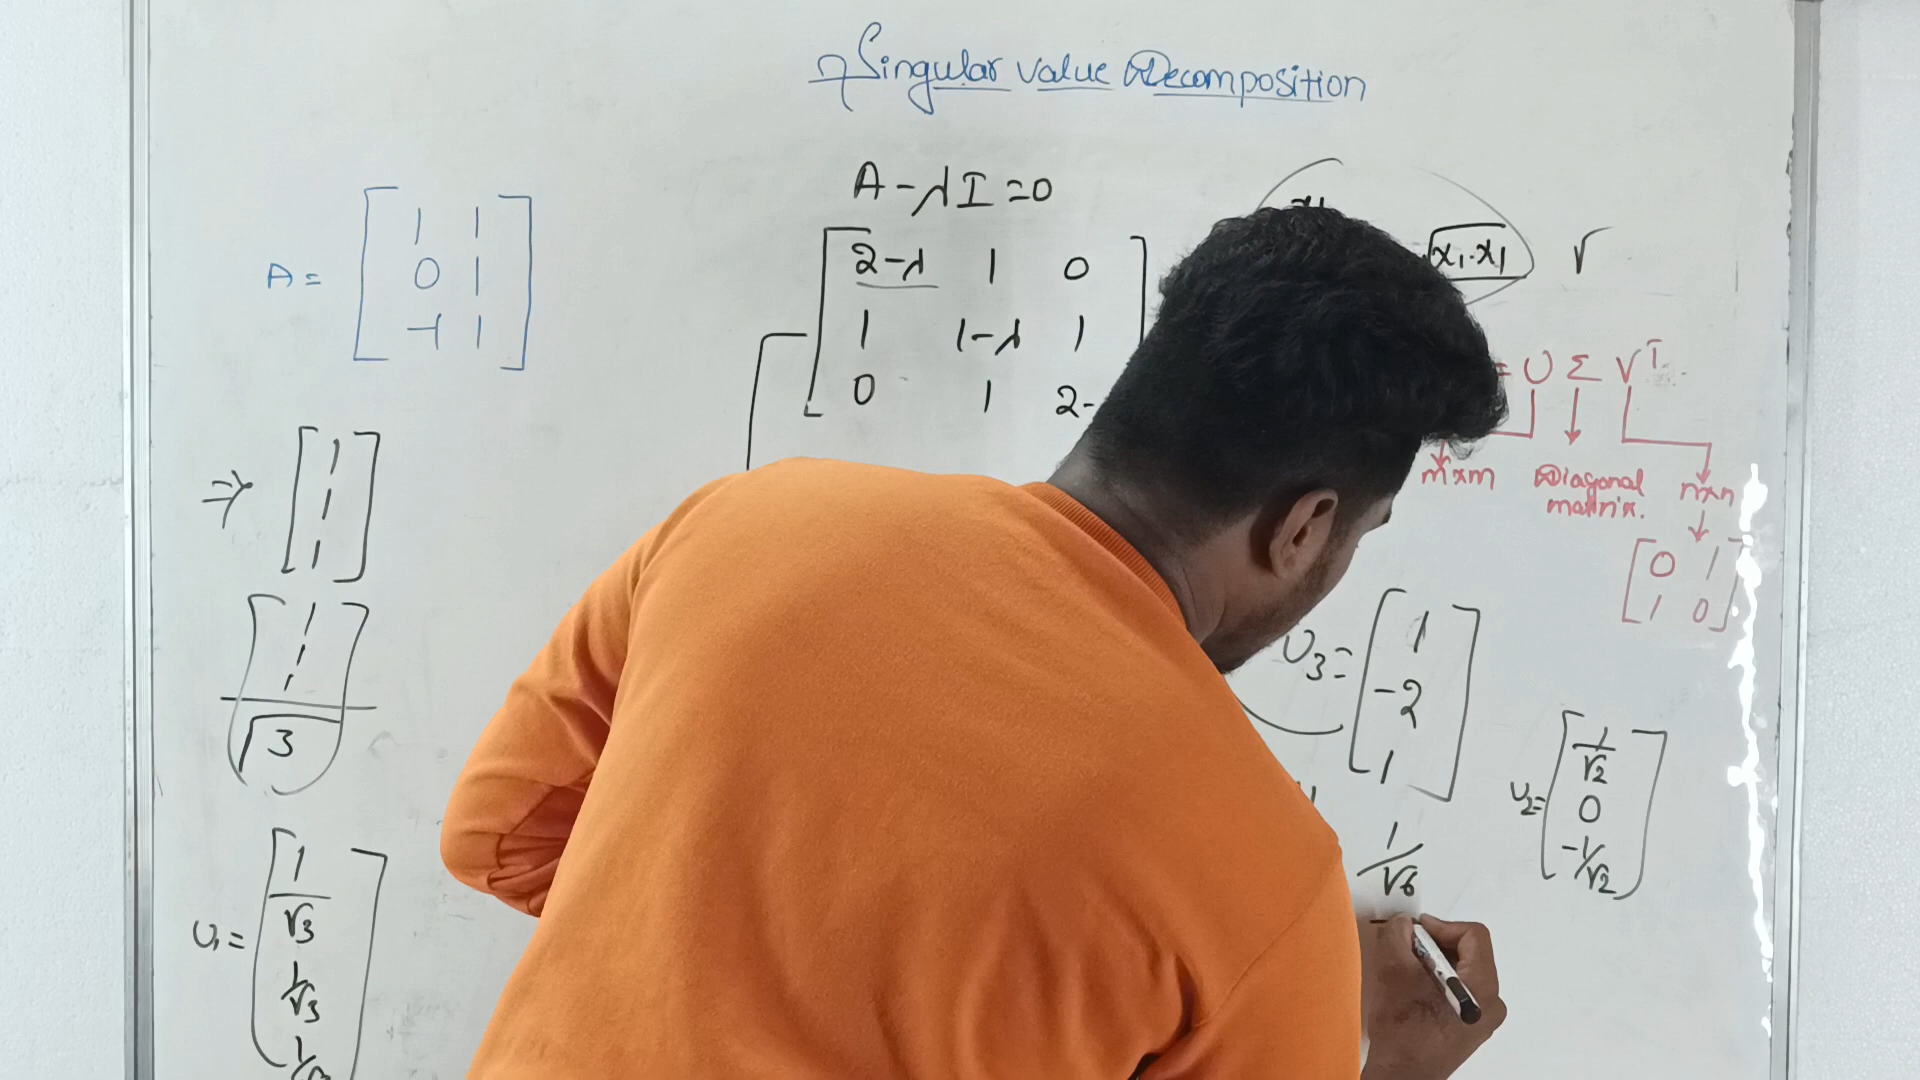 Singular Value Decomposition
A - λI = 0
A = [ 1 1
0 1
-1 1 ]
[ 2-λ 1 0
1 1-λ 1
0 1 2-
√x₁.x₁ √
= U Σ Vᵀ
m×m Diagonal n×n
matrix.
[ 0 1
1 0 ]
⇒ [ 1
1
1 ]
[ 1
1
1 ]
√3
U₁ = [ 1/√3
1/√3
1/
U₃ = [ 1
-2
1 ]
1/√6
-
U₂ = [ 1/√2
0
-1/√2 ]